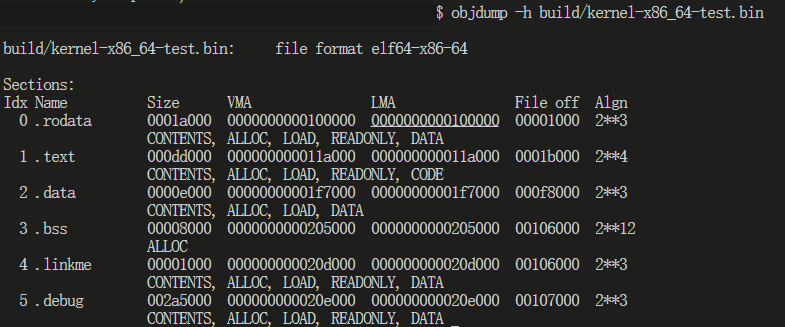 $ objdump -h build/kernel-x86_64-test.bin
build/kernel-x86_64-test.bin:     file format elf64-x86-64
Sections:
Idx Name          Size      VMA               LMA               File off  Algn
  0 .rodata       0001a000  0000000000100000  0000000000100000  00001000  2**3
                  CONTENTS, ALLOC, LOAD, READONLY, DATA
  1 .text         000dd000  000000000011a000  000000000011a000  0001b000  2**4
                  CONTENTS, ALLOC, LOAD, READONLY, CODE
  2 .data         0000e000  00000000001f7000  00000000001f7000  000f8000  2**3
                  CONTENTS, ALLOC, LOAD, DATA
  3 .bss          00008000  0000000000205000  0000000000205000  00106000  2**12
                  ALLOC
  4 .linkme       00001000  000000000020d000  000000000020d000  00106000  2**3
                  CONTENTS, ALLOC, LOAD, READONLY, DATA
  5 .debug        002a5000  000000000020e000  000000000020e000  00107000  2**3
                  CONTENTS, ALLOC, LOAD, READONLY, DATA